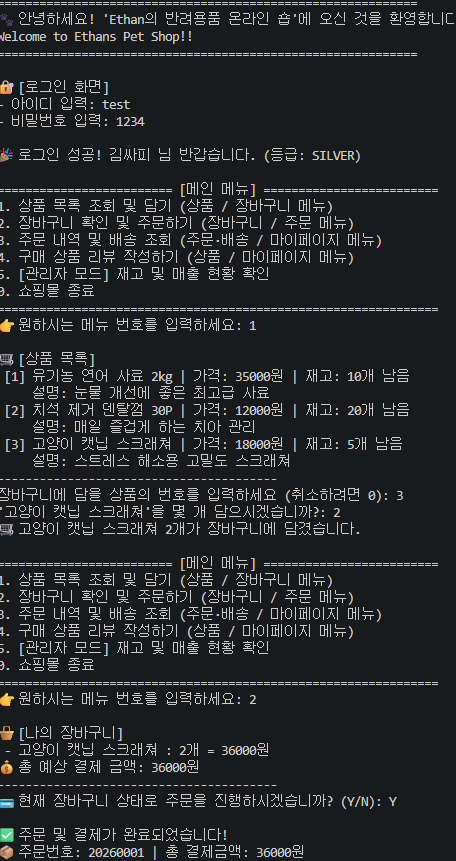 ================================================
🐾 안녕하세요! 'Ethan의 반려용품 온라인 숍'에 오신 것을 환영합니다
Welcome to Ethans Pet Shop!!
================================================
🔐 [로그인 화면]
- 아이디 입력: test
- 비밀번호 입력: 1234
🎉 로그인 성공! 김싸피 님 반갑습니다. (등급: SILVER)
==================== [메인 메뉴] ====================
1. 상품 목록 조회 및 담기 (상품 / 장바구니 메뉴)
2. 장바구니 확인 및 주문하기 (장바구니 / 주문 메뉴)
3. 주문 내역 및 배송 조회 (주문·배송 / 마이페이지 메뉴)
4. 구매 상품 리뷰 작성하기 (상품 / 마이페이지 메뉴)
5. [관리자 모드] 재고 및 매출 현황 확인
0. 쇼핑몰 종료
===================================================
👉 원하시는 메뉴 번호를 입력하세요: 1
🛒 [상품 목록]
[1] 유기농 연어 사료 2kg | 가격: 35000원 | 재고: 10개 남음
설명: 눈물 개선에 좋은 최고급 사료
[2] 치석 제거 덴탈껌 30P | 가격: 12000원 | 재고: 20개 남음
설명: 매일 즐겁게 하는 치아 관리
[3] 고양이 캣닙 스크래쳐 | 가격: 18000원 | 재고: 5개 남음
설명: 스트레스 해소용 고밀도 스크래쳐
--------------------------------
장바구니에 담을 상품의 번호를 입력하세요 (취소하려면 0): 3
'고양이 캣닙 스크래쳐'을 몇 개 담으시겠습니까?: 2
🛒 고양이 캣닙 스크래쳐 2개가 장바구니에 담겼습니다.
==================== [메인 메뉴] ====================
1. 상품 목록 조회 및 담기 (상품 / 장바구니 메뉴)
2. 장바구니 확인 및 주문하기 (장바구니 / 주문 메뉴)
3. 주문 내역 및 배송 조회 (주문·배송 / 마이페이지 메뉴)
4. 구매 상품 리뷰 작성하기 (상품 / 마이페이지 메뉴)
5. [관리자 모드] 재고 및 매출 현황 확인
0. 쇼핑몰 종료
===================================================
👉 원하시는 메뉴 번호를 입력하세요: 2
👜 [나의 장바구니]
- 고양이 캣닙 스크래쳐 : 2개 = 36000원
💰 총 예상 결제 금액: 36000원
--------------------------------
💳 현재 장바구니 상태로 주문을 진행하시겠습니까? (Y/N): Y
✅ 주문 및 결제가 완료되었습니다!
📦 주문번호: 20260001 | 총 결제금액: 36000원